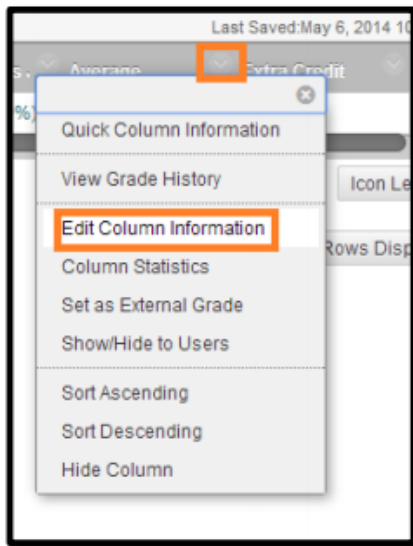 Last Saved:May 6, 2014 10
s. Average Extra Credit
%)
Quick Column Information
View Grade History
Icon Le
Edit Column Information
Rows Disp
Column Statistics
Set as External Grade
Show/Hide to Users
Sort Ascending
Sort Descending
Hide Column